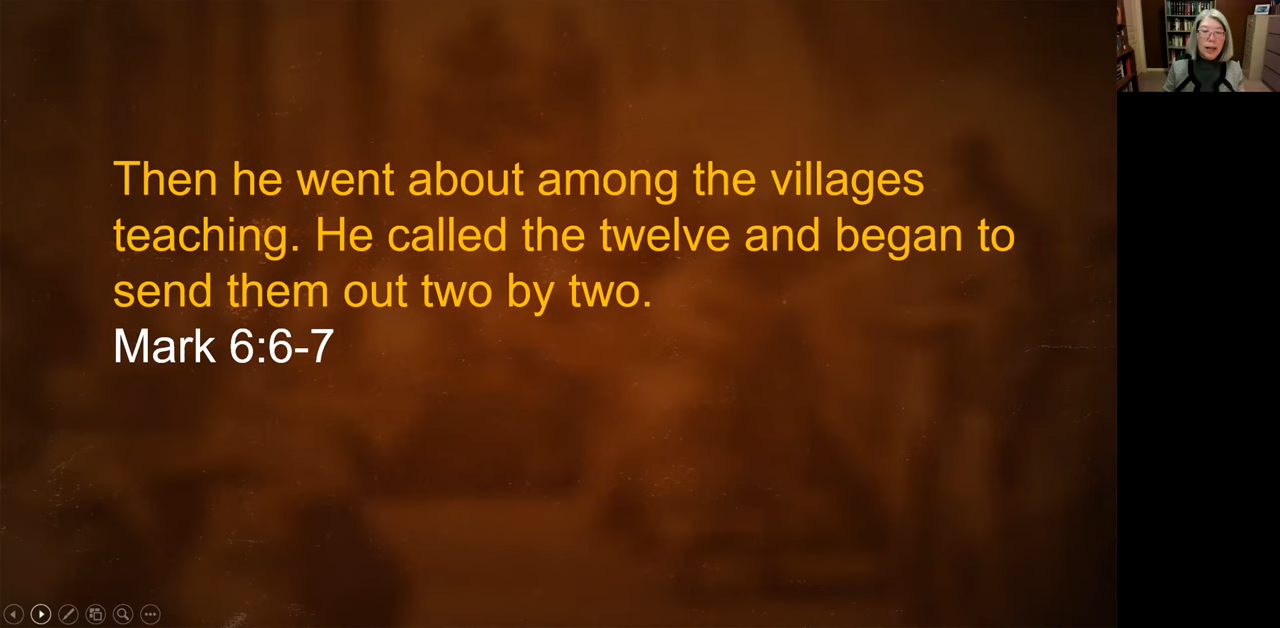 Then he went about among the villages
teaching. He called the twelve and began to
send them out two by two.
Mark 6:6-7